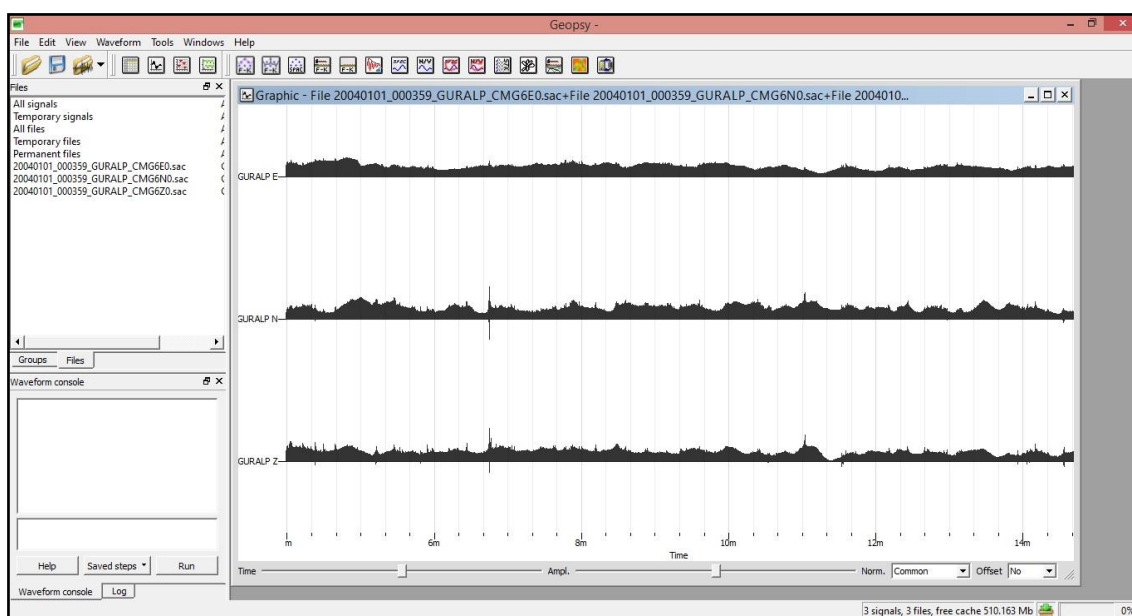 Geopsy -
File Edit View Waveform Tools Windows Help
F-K F-K SPAC F-K F-K SPEC H/V
Files
All signals
Temporary signals
All files
Temporary files
Permanent files
20040101_000359_GURALP_CMG6E0.sac
20040101_000359_GURALP_CMG6N0.sac
20040101_000359_GURALP_CMG6Z0.sac
Groups Files
Waveform console
Help Saved steps Run
Waveform console Log
Graphic - File 20040101_000359_GURALP_CMG6E0.sac+File 20040101_000359_GURALP_CMG6N0.sac+File 2004010...
GURALP E
GURALP N
GURALP Z
m 6m 8m 10m 12m 14m
Time
Time Ampl. Norm. Common Offset No
3 signals, 3 files, free cache 510.163 Mb 0%